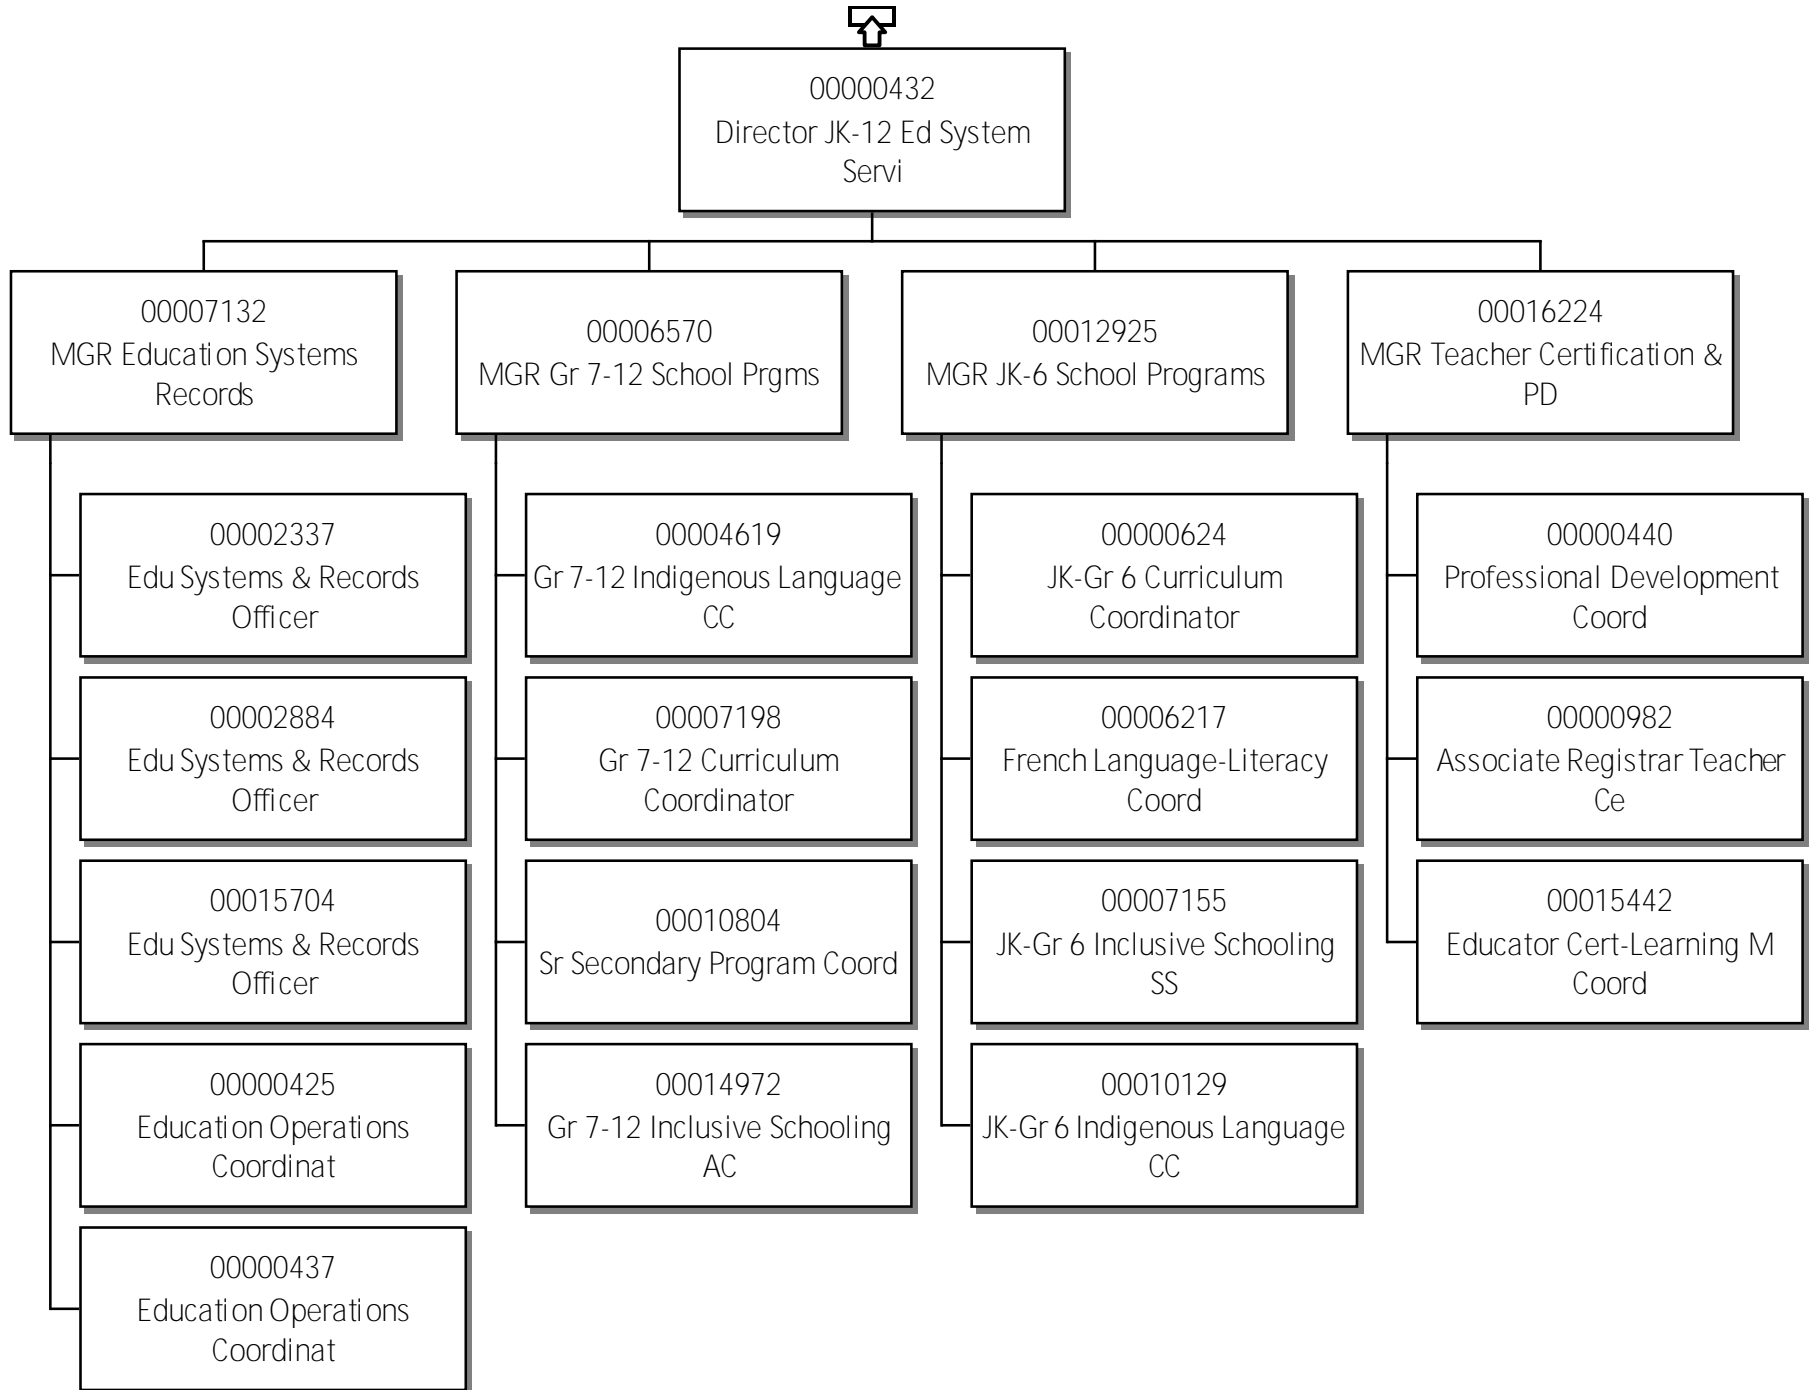 00000432
Director JK-12 Ed System
Servi
00007132
MGR Education Systems
Records
00006570
MGR Gr 7-12 School Prgms
00012925
MGR JK-6 School Programs
00016224
MGR Teacher Certification &
PD
00002337
Edu Systems & Records
Officer
00002884
Edu Systems & Records
Officer
00015704
Edu Systems & Records
Officer
00000425
Education Operations
Coordinat
00000437
Education Operations
Coordinat
00004619
Gr 7-12 Indigenous Language
CC
00007198
Gr 7-12 Curriculum
Coordinator
00010804
Sr Secondary Program Coord
00014972
Gr 7-12 Inclusive Schooling
AC
00000624
JK-Gr 6 Curriculum
Coordinator
00006217
French Language-Literacy
Coord
00007155
JK-Gr 6 Inclusive Schooling
SS
00010129
JK-Gr 6 Indigenous Language
CC
00000440
Professional Development
Coord
00000982
Associate Registrar Teacher
Ce
00015442
Educator Cert-Learning M
Coord